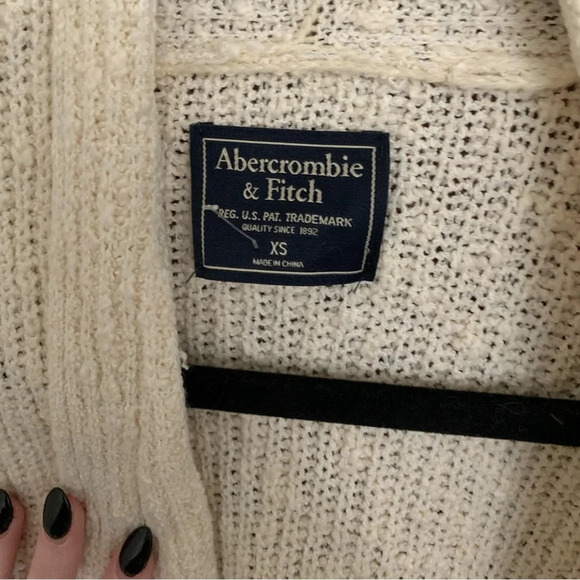 Abercrombie
& Fitch
REG. U.S. PAT. TRADEMARK
QUALITY SINCE 1892
XS
MADE IN CHINA